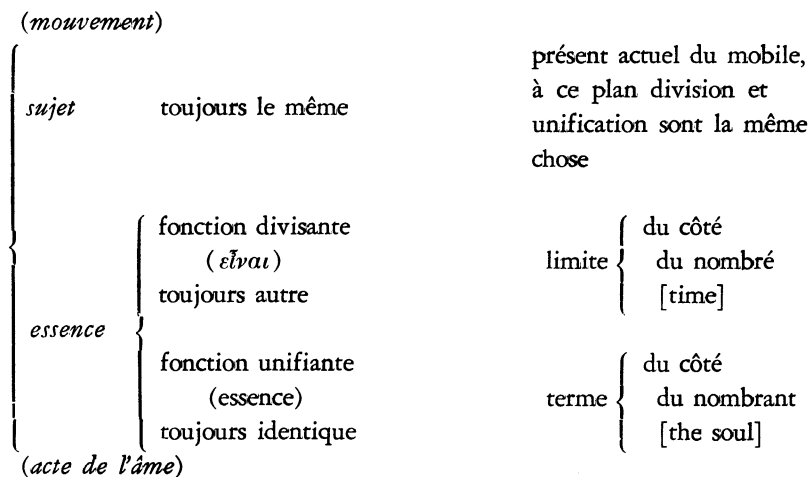 (mouvement)
présent actuel du mobile,
sujet toujours le même à ce plan division et
unification sont la même
chose
fonction divisante du côté
(εἶναι) limite du nombré
toujours autre [time]
essence
fonction unifiante du côté
(essence) terme du nombrant
toujours identique [the soul]
(acte de l'âme)